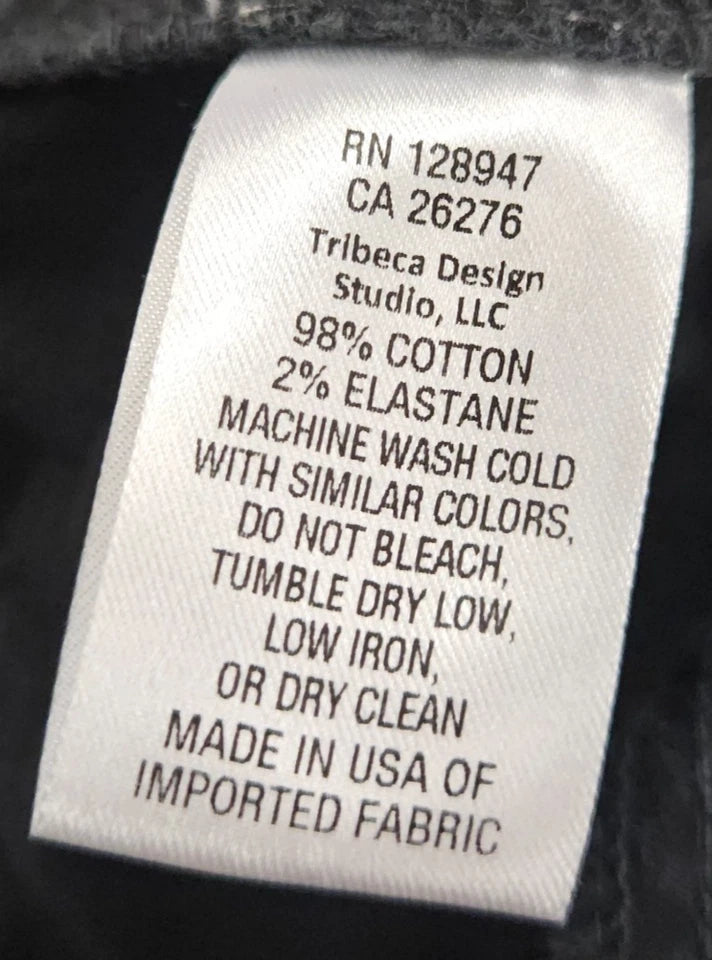 RN 128947
CA 26276
Tribeca Design
Studio, LLC
98% COTTON
2% ELASTANE
MACHINE WASH COLD
WITH SIMILAR COLORS,
DO NOT BLEACH,
TUMBLE DRY LOW,
LOW IRON,
OR DRY CLEAN
MADE IN USA OF
IMPORTED FABRIC